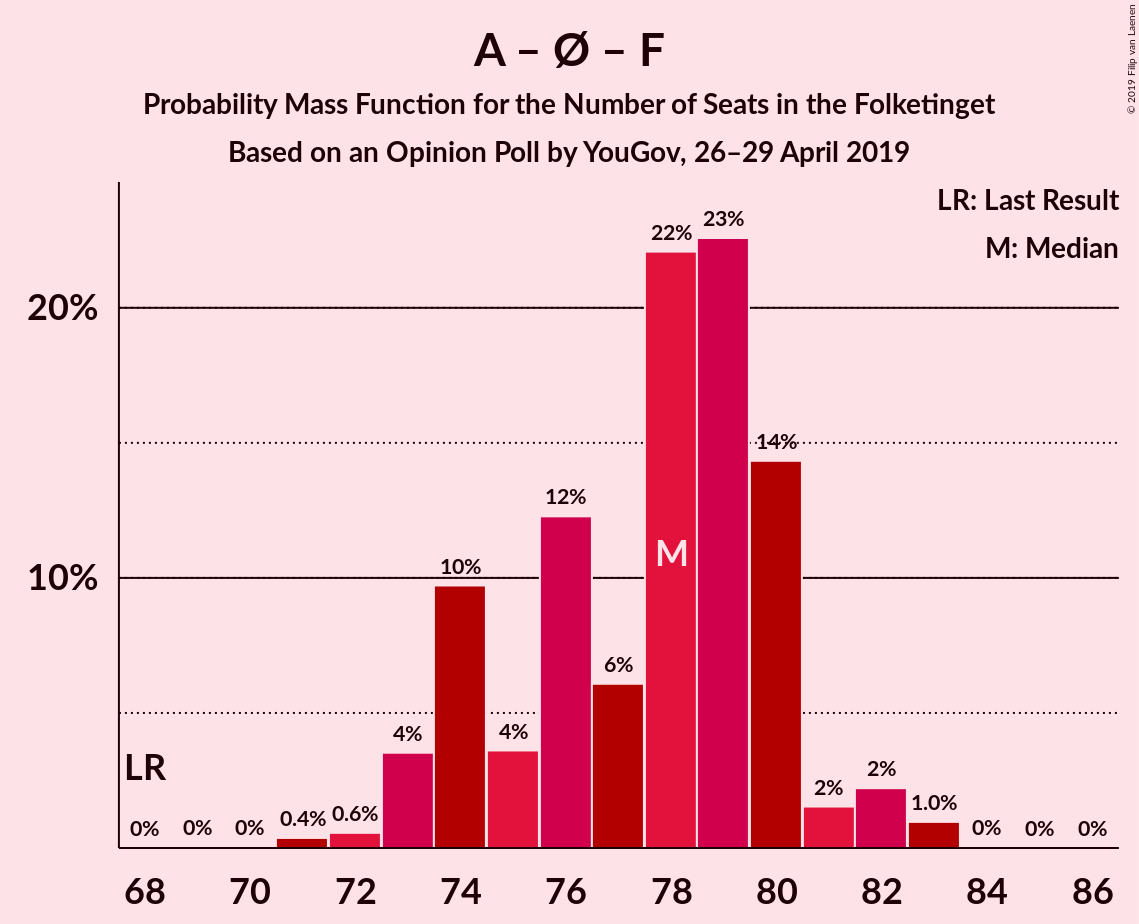 A – Ø – F
Probability Mass Function for the Number of Seats in the Folketinget
Based on an Opinion Poll by YouGov, 26–29 April 2019
© 2019 Filip van Laenen
LR: Last Result
M: Median
20%
10%
LR
0%
0%
0%
0.4%
0.6%
4%
10%
4%
12%
6%
22%
M
23%
14%
2%
2%
1.0%
0%
0%
0%
68 70 72 74 76 78 80 82 84 86